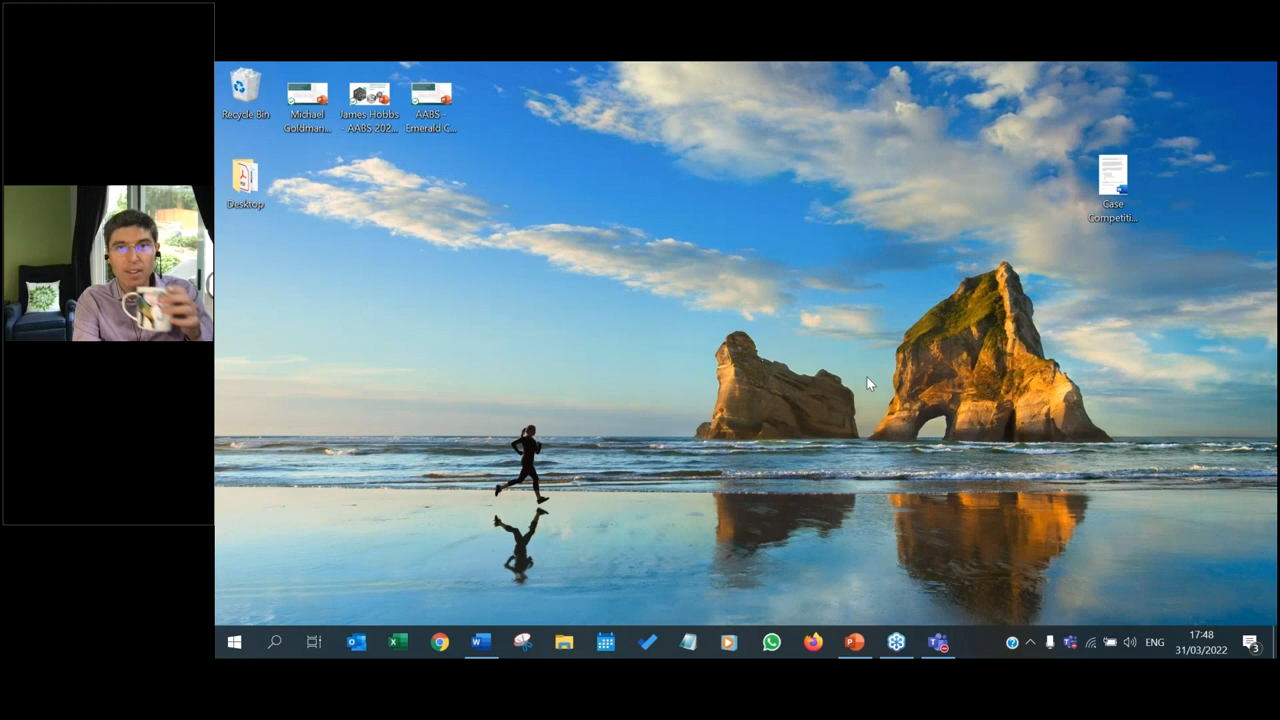 Recycle Bin
Michael
Goldman...
James Hobbs
- AABS 202...
AABS -
Emerald C...
Desktop
Case
Competiti...
ENG
17:48
31/03/2022
3